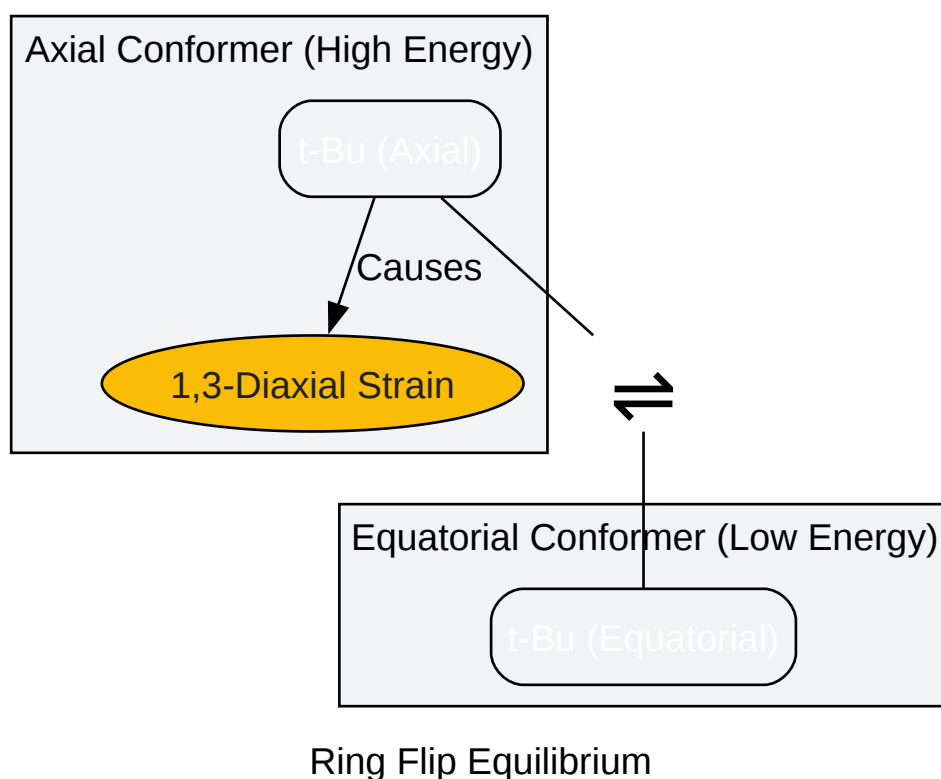 Axial Conformer (High Energy)
t-Bu (Axial)
Causes
1,3-Diaxial Strain
⇌
Equatorial Conformer (Low Energy)
t-Bu (Equatorial)
Ring Flip Equilibrium